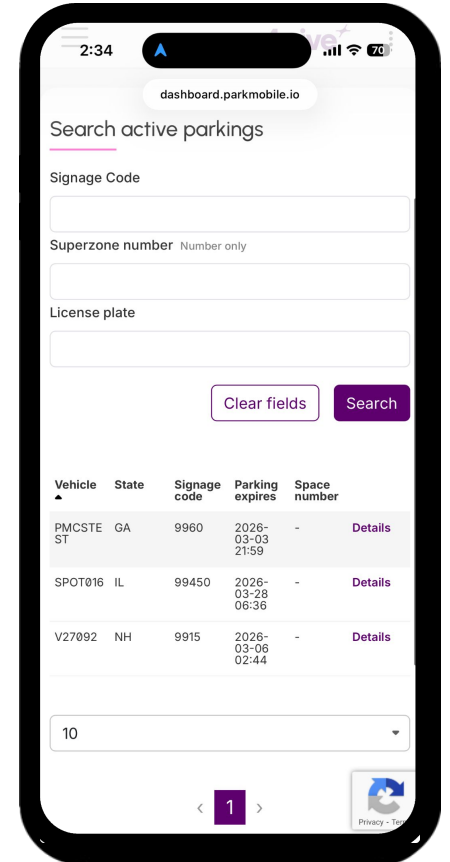 2:34
70
dashboard.parkmobile.io
Search active parkings
Signage Code
Superzone number Number only
License plate
Clear fields Search
Vehicle State Signage code Parking expires Space number
PMCSTEST GA 9960 2026-03-03 21:59 - Details
SPOT016 IL 99450 2026-03-28 06:36 - Details
V27092 NH 9915 2026-03-06 02:44 - Details
10
‹ 1 ›
Privacy - Ter